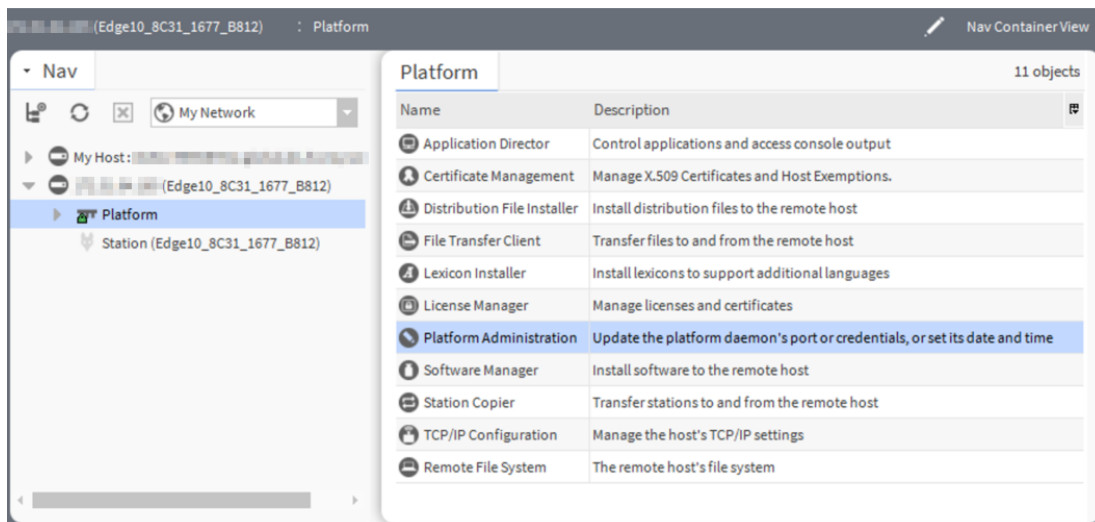 (Edge10_8C31_1677_B812) : Platform Nav Container View
Nav
My Network
My Host:
(Edge10_8C31_1677_B812)
Platform
Station (Edge10_8C31_1677_B812)
Platform 11 objects
Name Description
Application Director Control applications and access console output
Certificate Management Manage X.509 Certificates and Host Exemptions.
Distribution File Installer Install distribution files to the remote host
File Transfer Client Transfer files to and from the remote host
Lexicon Installer Install lexicons to support additional languages
License Manager Manage licenses and certificates
Platform Administration Update the platform daemon's port or credentials, or set its date and time
Software Manager Install software to the remote host
Station Copier Transfer stations to and from the remote host
TCP/IP Configuration Manage the host's TCP/IP settings
Remote File System The remote host's file system